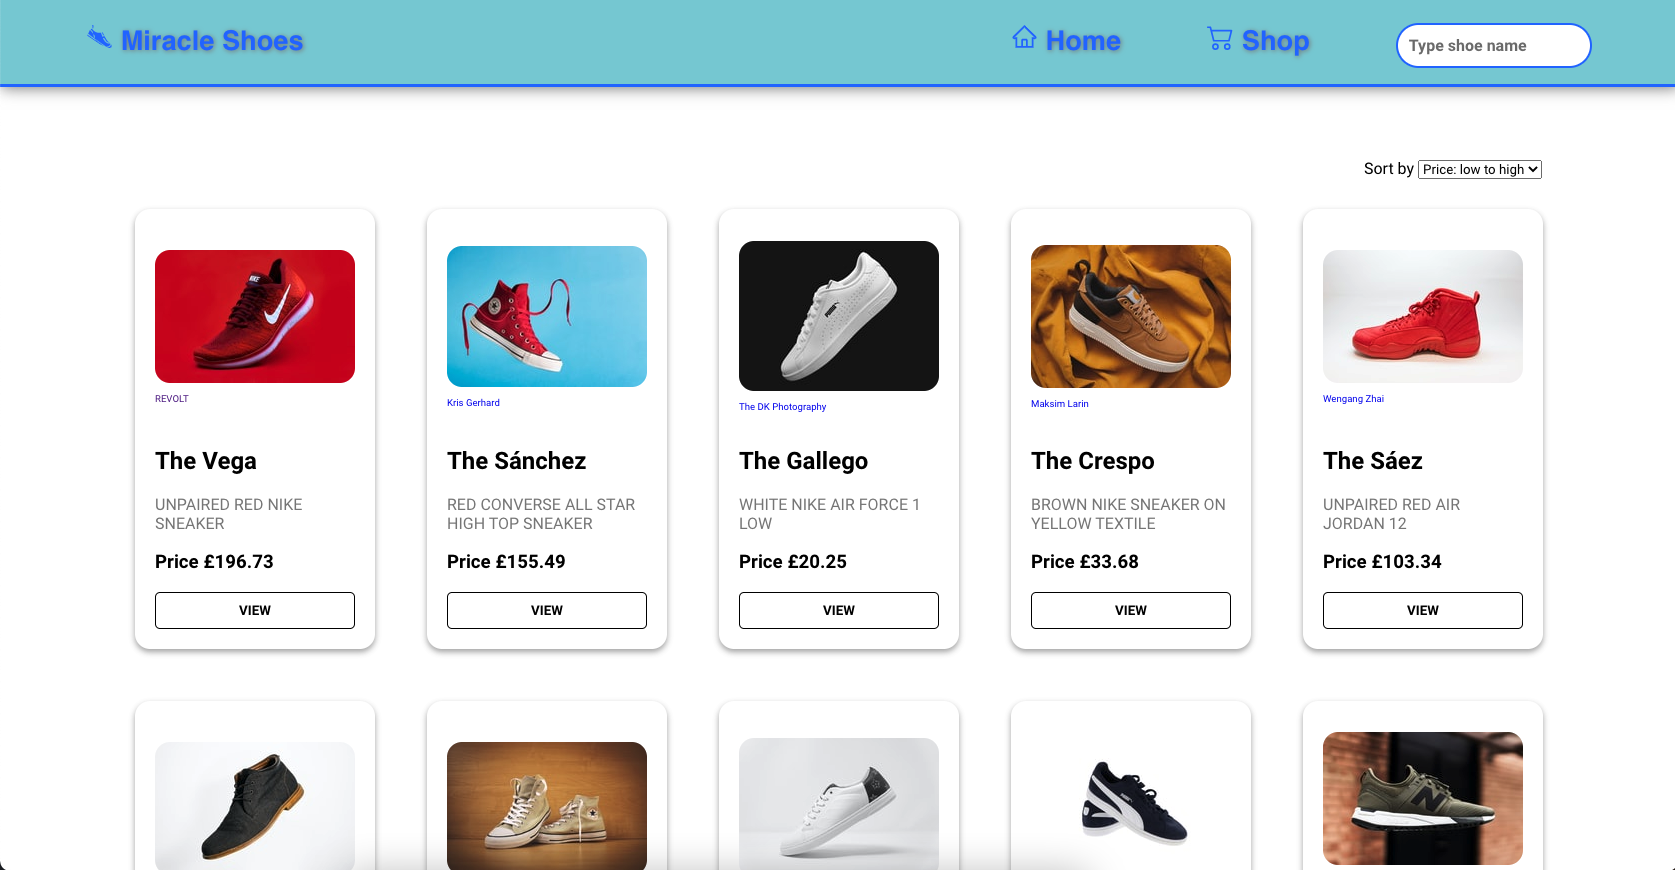 Miracle Shoes
Home
Shop
Type shoe name
Sort by Price: low to high
NIKE
PUMA
REVOLT
Kris Gerhard
The DK Photography
Maksim Larin
Wengang Zhai
The Vega
The Sánchez
The Gallego
The Crespo
The Sáez
UNPAIRED RED NIKE
SNEAKER
RED CONVERSE ALL STAR
HIGH TOP SNEAKER
WHITE NIKE AIR FORCE 1
LOW
BROWN NIKE SNEAKER ON
YELLOW TEXTILE
UNPAIRED RED AIR
JORDAN 12
Price £196.73
Price £155.49
Price £20.25
Price £33.68
Price £103.34
VIEW
VIEW
VIEW
VIEW
VIEW